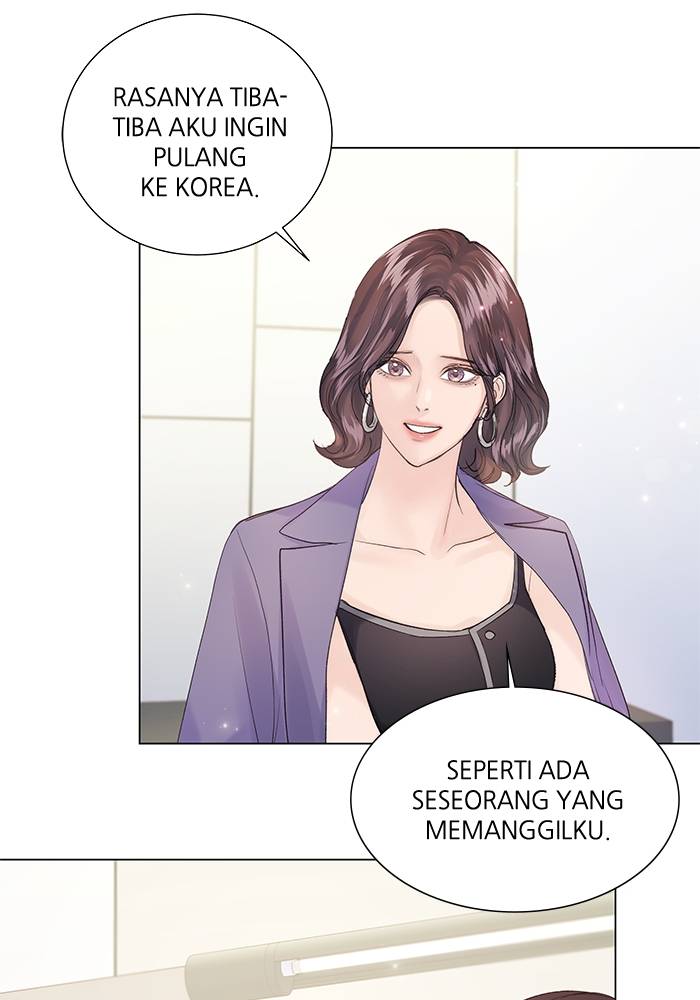 RASANYA TIBA-
TIBA AKU INGIN
PULANG
KE KOREA.
SEPERTI ADA
SESEORANG YANG
MEMANGGILKU.